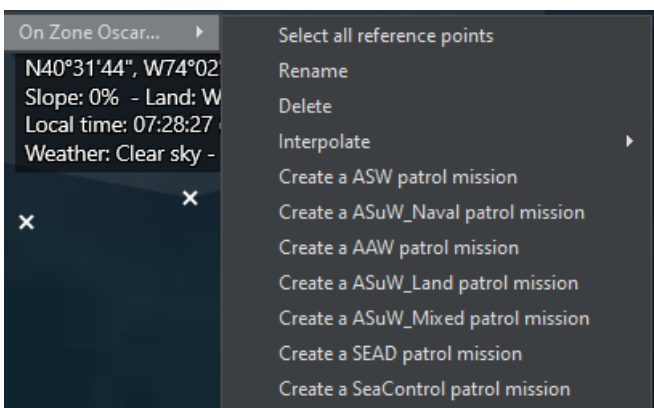 On Zone Oscar...
N40°31'44", W74°02'
Slope: 0% - Land: W
Local time: 07:28:27
Weather: Clear sky -
Select all reference points
Rename
Delete
Interpolate
Create a ASW patrol mission
Create a ASuW_Naval patrol mission
Create a AAW patrol mission
Create a ASuW_Land patrol mission
Create a ASuW_Mixed patrol mission
Create a SEAD patrol mission
Create a SeaControl patrol mission